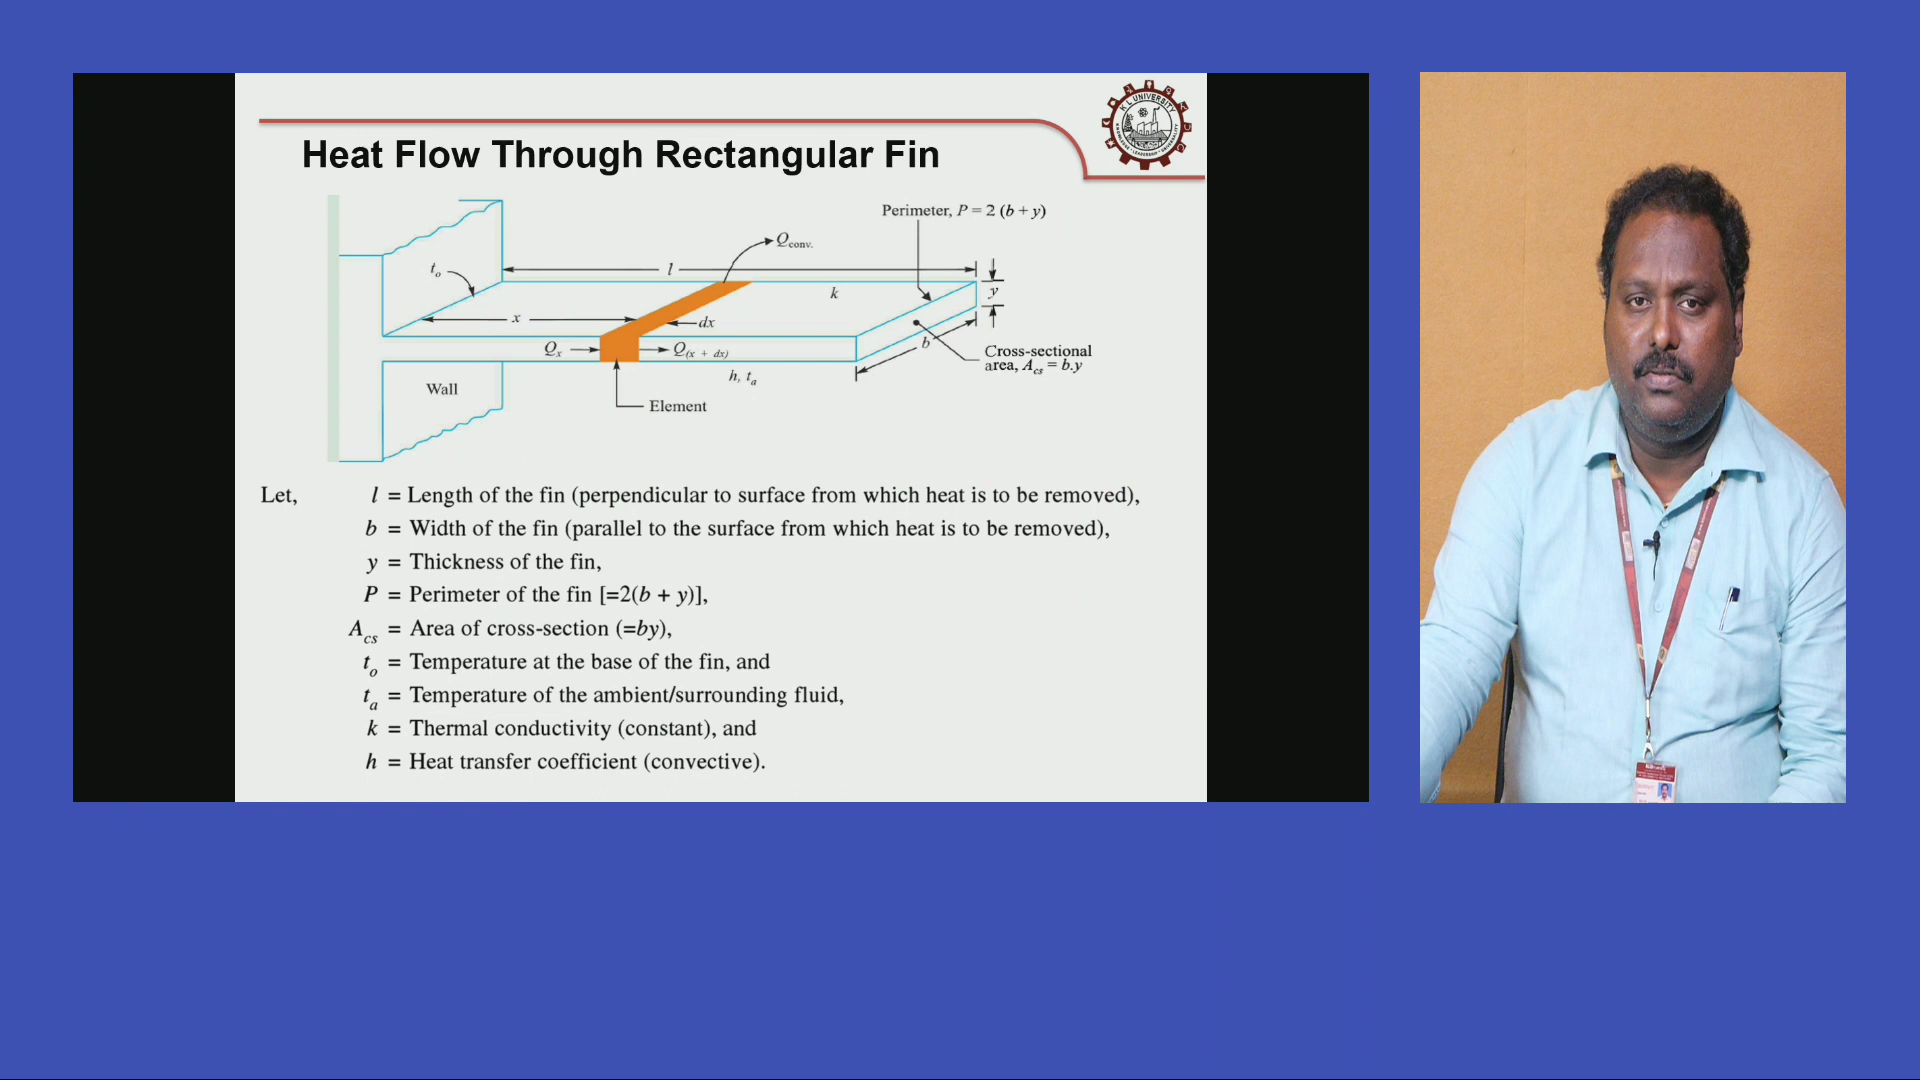 K L UNIVERSITY
Heat Flow Through Rectangular Fin
Perimeter, P = 2 (b + y)
Qconv.
to
l
k
y
x
dx
Qx
Q(x + dx)
b
Cross-sectional
area, Acs = b.y
h, ta
Wall
Element
Let, l = Length of the fin (perpendicular to surface from which heat is to be removed),
b = Width of the fin (parallel to the surface from which heat is to be removed),
y = Thickness of the fin,
P = Perimeter of the fin [=2(b + y)],
Acs = Area of cross-section (=by),
to = Temperature at the base of the fin, and
ta = Temperature of the ambient/surrounding fluid,
k = Thermal conductivity (constant), and
h = Heat transfer coefficient (convective).